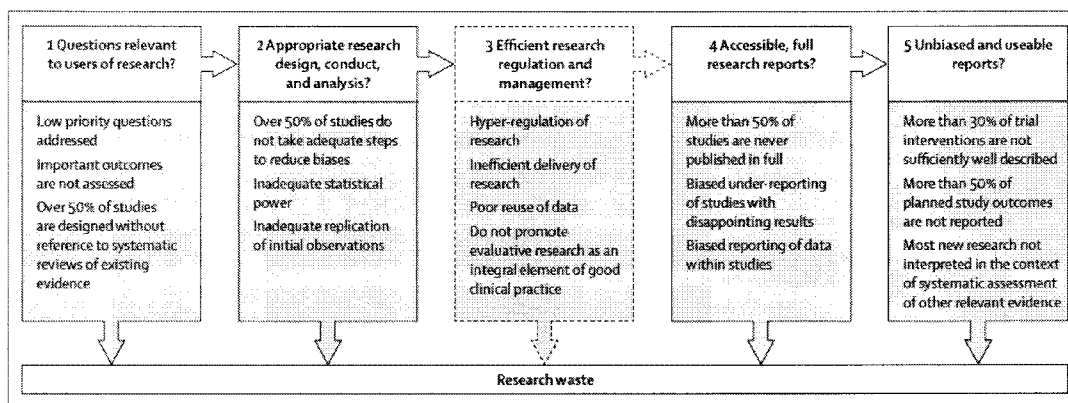 1 Questions relevant
to users of research?
Low priority questions
addressed
Important outcomes
are not assessed
Over 50% of studies
are designed without
reference to systematic
reviews of existing
evidence
2 Appropriate research
design, conduct,
and analysis?
Over 50% of studies do
not take adequate steps
to reduce biases
Inadequate statistical
power
Inadequate replication
of initial observations
3 Efficient research
regulation and
management?
Hyper-regulation of
research
Inefficient delivery of
research
Poor reuse of data
Do not promote
evaluative research as an
integral element of good
clinical practice
4 Accessible, full
research reports?
More than 50% of
studies are never
published in full
Biased under-reporting
of studies with
disappointing results
Biased reporting of data
within studies
5 Unbiased and useable
reports?
More than 30% of trial
interventions are not
sufficiently well described
More than 50% of
planned study outcomes
are not reported
Most new research not
interpreted in the context
of systematic assessment
of other relevant evidence
Research waste